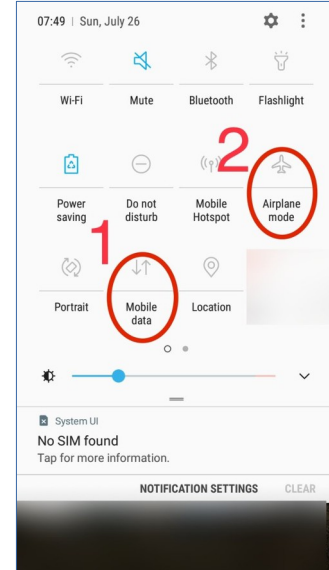 07:49 | Sun, July 26
Wi-Fi
Mute
Bluetooth
Flashlight
2
Power
saving
Do not
disturb
Mobile
Hotspot
Airplane
mode
1
Portrait
Mobile
data
Location
System UI
No SIM found
Tap for more information.
NOTIFICATION SETTINGS
CLEAR